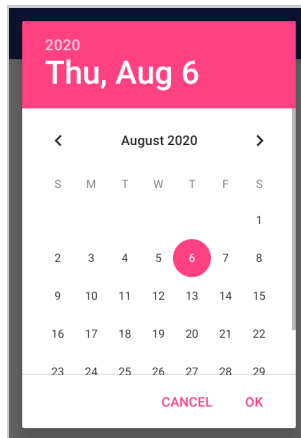 2020
Thu, Aug 6
August 2020
S M T W T F S
1
2 3 4 5 6 7 8
9 10 11 12 13 14 15
16 17 18 19 20 21 22
23 24 25 26 27 28 29
CANCEL OK